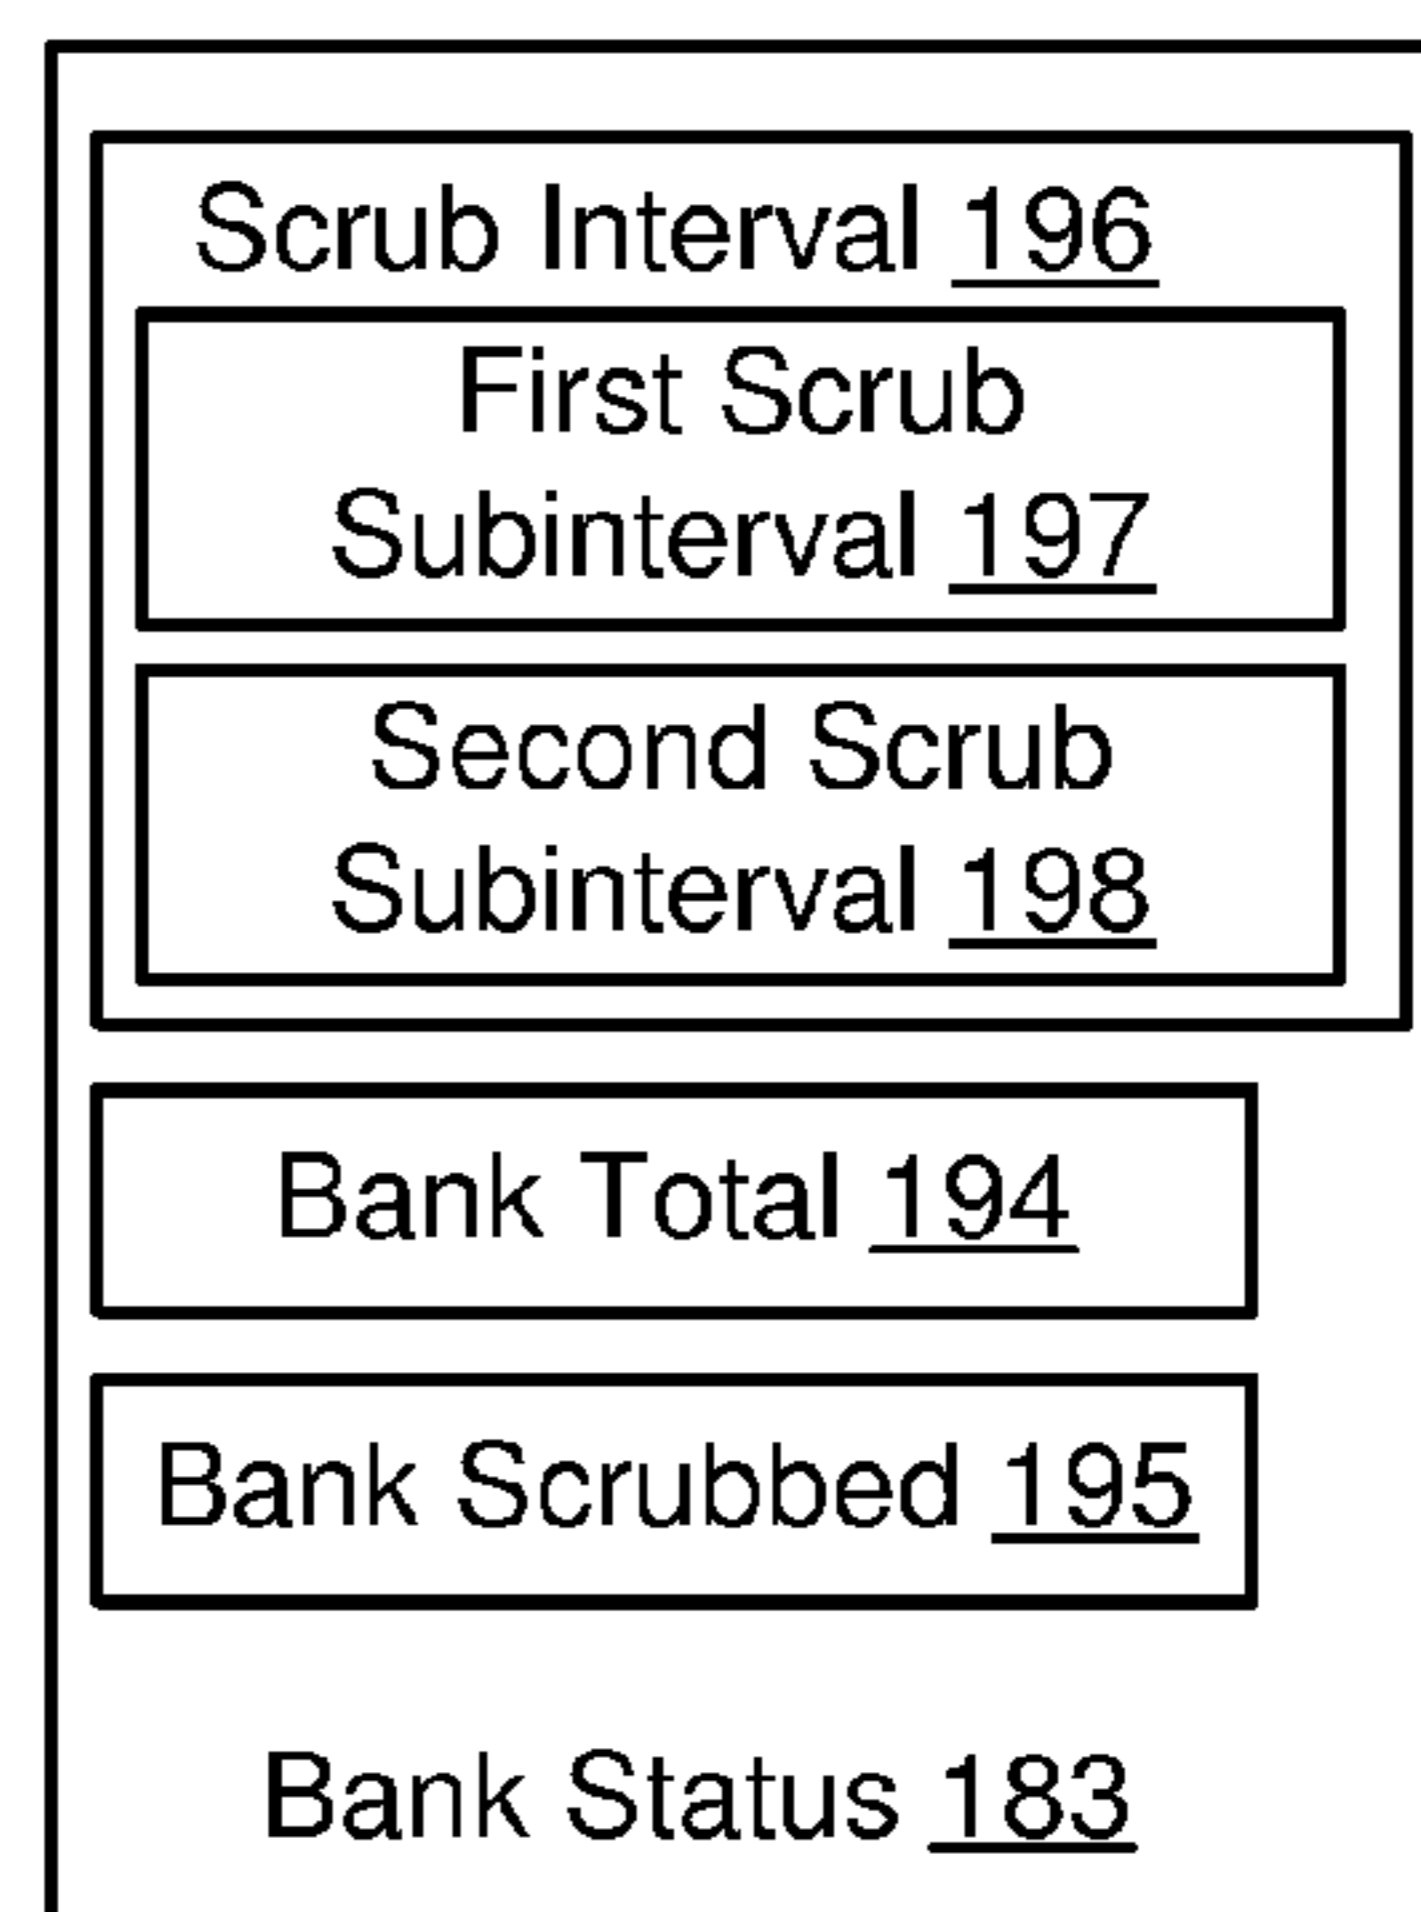 Scrub Interval 196
First Scrub
Subinterval 197
Second Scrub
Subinterval 198
Bank Total 194
Bank Scrubbed 195
Bank Status 183